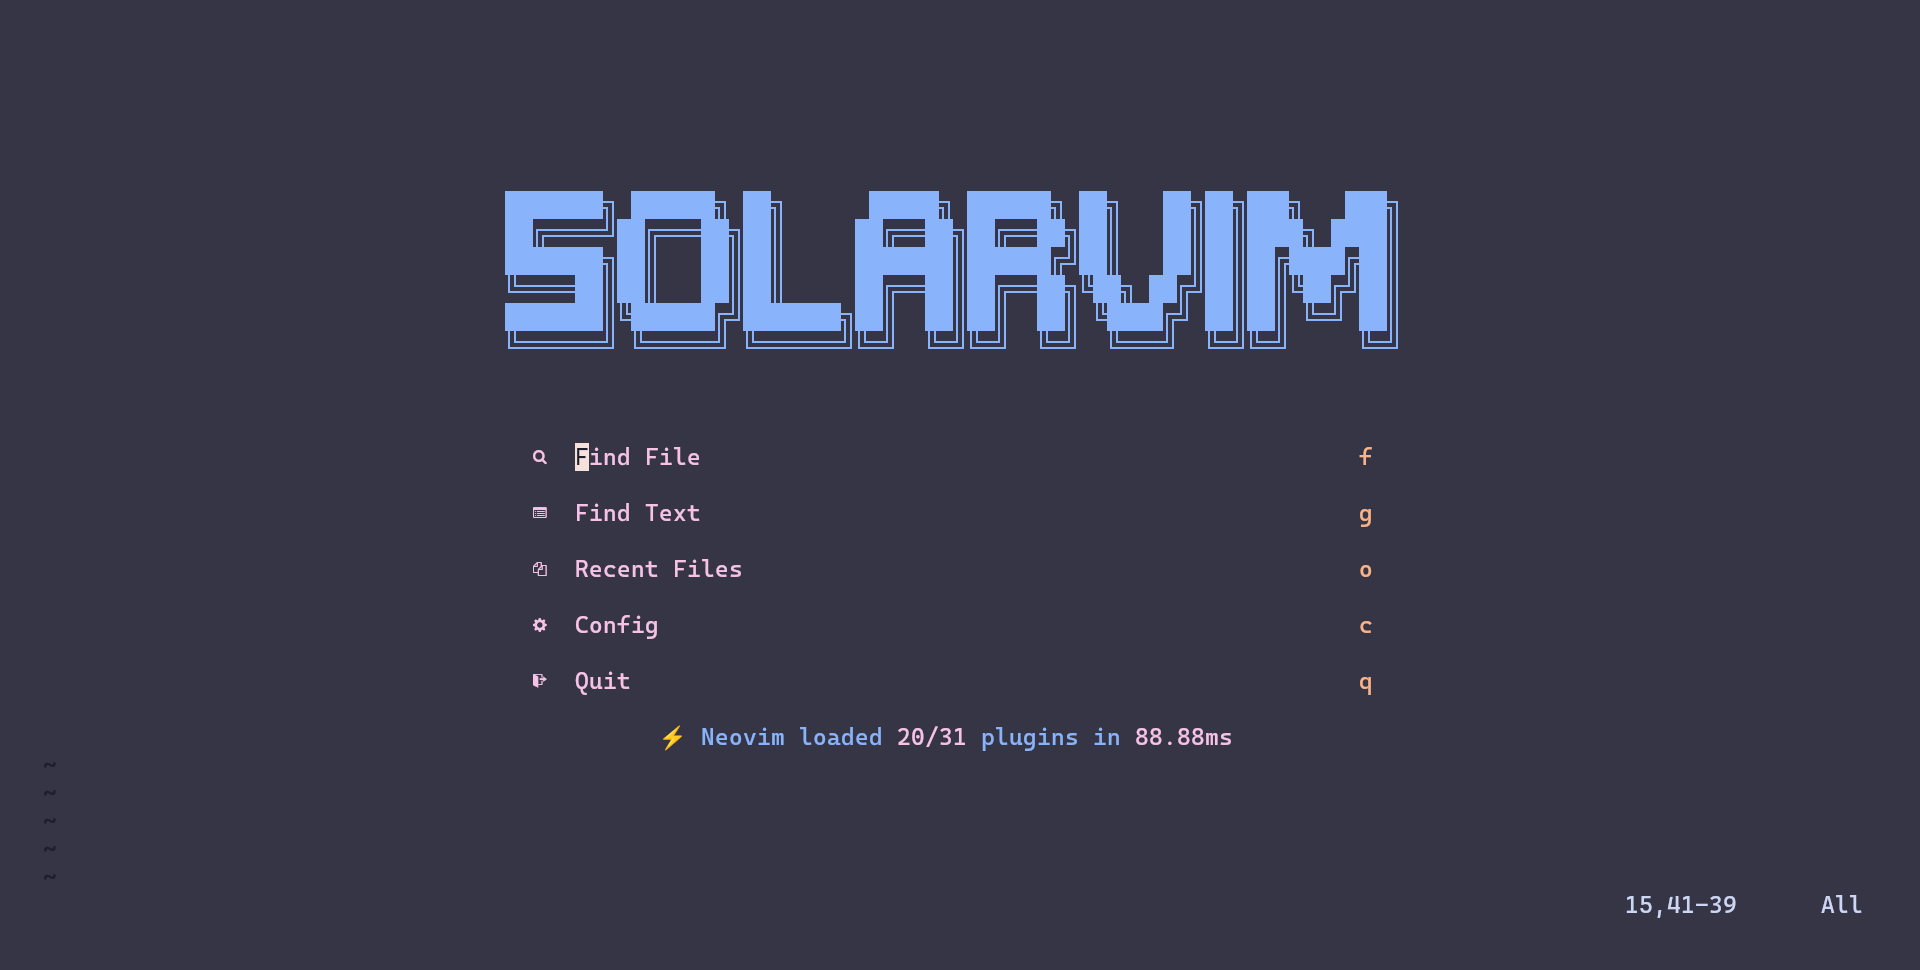 SOLARVIM
Find File f
Find Text g
Recent Files o
Config c
Quit q
⚡ Neovim loaded 20/31 plugins in 88.88ms
~
~
~
~
~
15,41-39 All